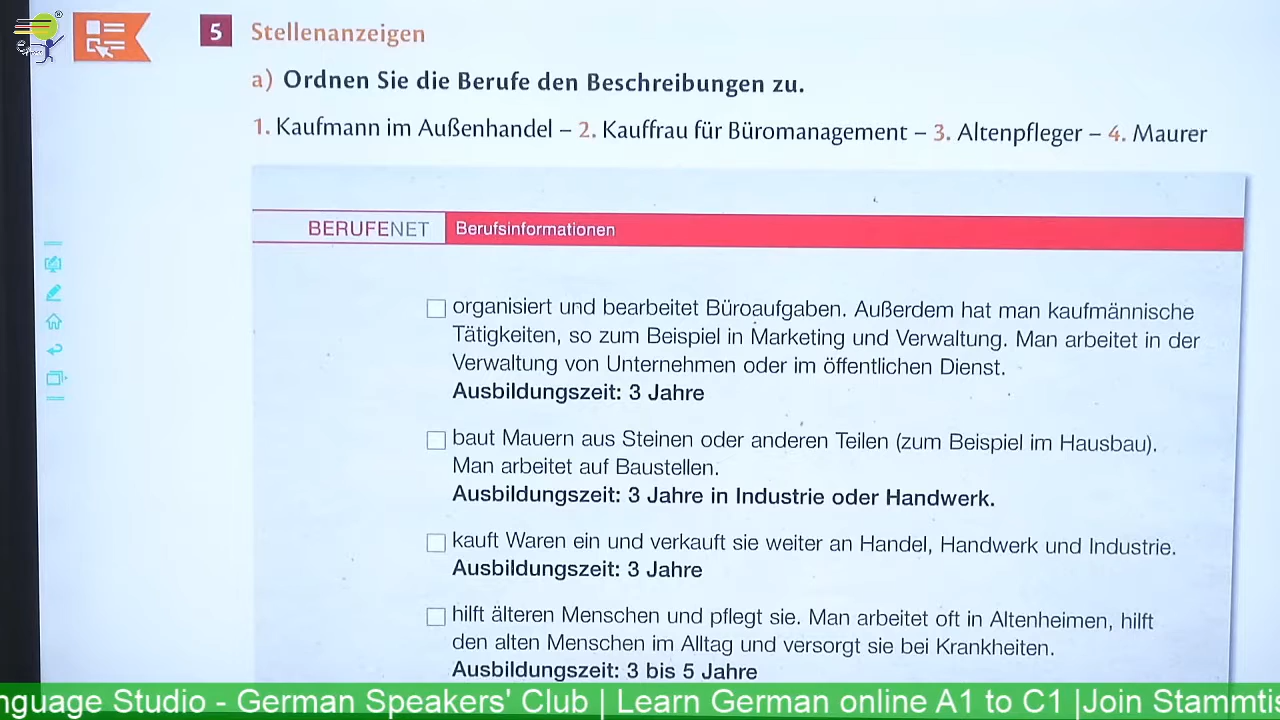 5 Stellenanzeigen
a) Ordnen Sie die Berufe den Beschreibungen zu.
1. Kaufmann im Außenhandel – 2. Kauffrau für Büromanagement – 3. Altenpfleger – 4. Maurer
BERUFENET Berufsinformationen
organisiert und bearbeitet Büroaufgaben. Außerdem hat man kaufmännische
Tätigkeiten, so zum Beispiel in Marketing und Verwaltung. Man arbeitet in der
Verwaltung von Unternehmen oder im öffentlichen Dienst.
Ausbildungszeit: 3 Jahre
baut Mauern aus Steinen oder anderen Teilen (zum Beispiel im Hausbau).
Man arbeitet auf Baustellen.
Ausbildungszeit: 3 Jahre in Industrie oder Handwerk.
kauft Waren ein und verkauft sie weiter an Handel, Handwerk und Industrie.
Ausbildungszeit: 3 Jahre
hilft älteren Menschen und pflegt sie. Man arbeitet oft in Altenheimen, hilft
den alten Menschen im Alltag und versorgt sie bei Krankheiten.
Ausbildungszeit: 3 bis 5 Jahre
nguage Studio - German Speakers' Club | Learn German online A1 to C1 |Join Stammtis